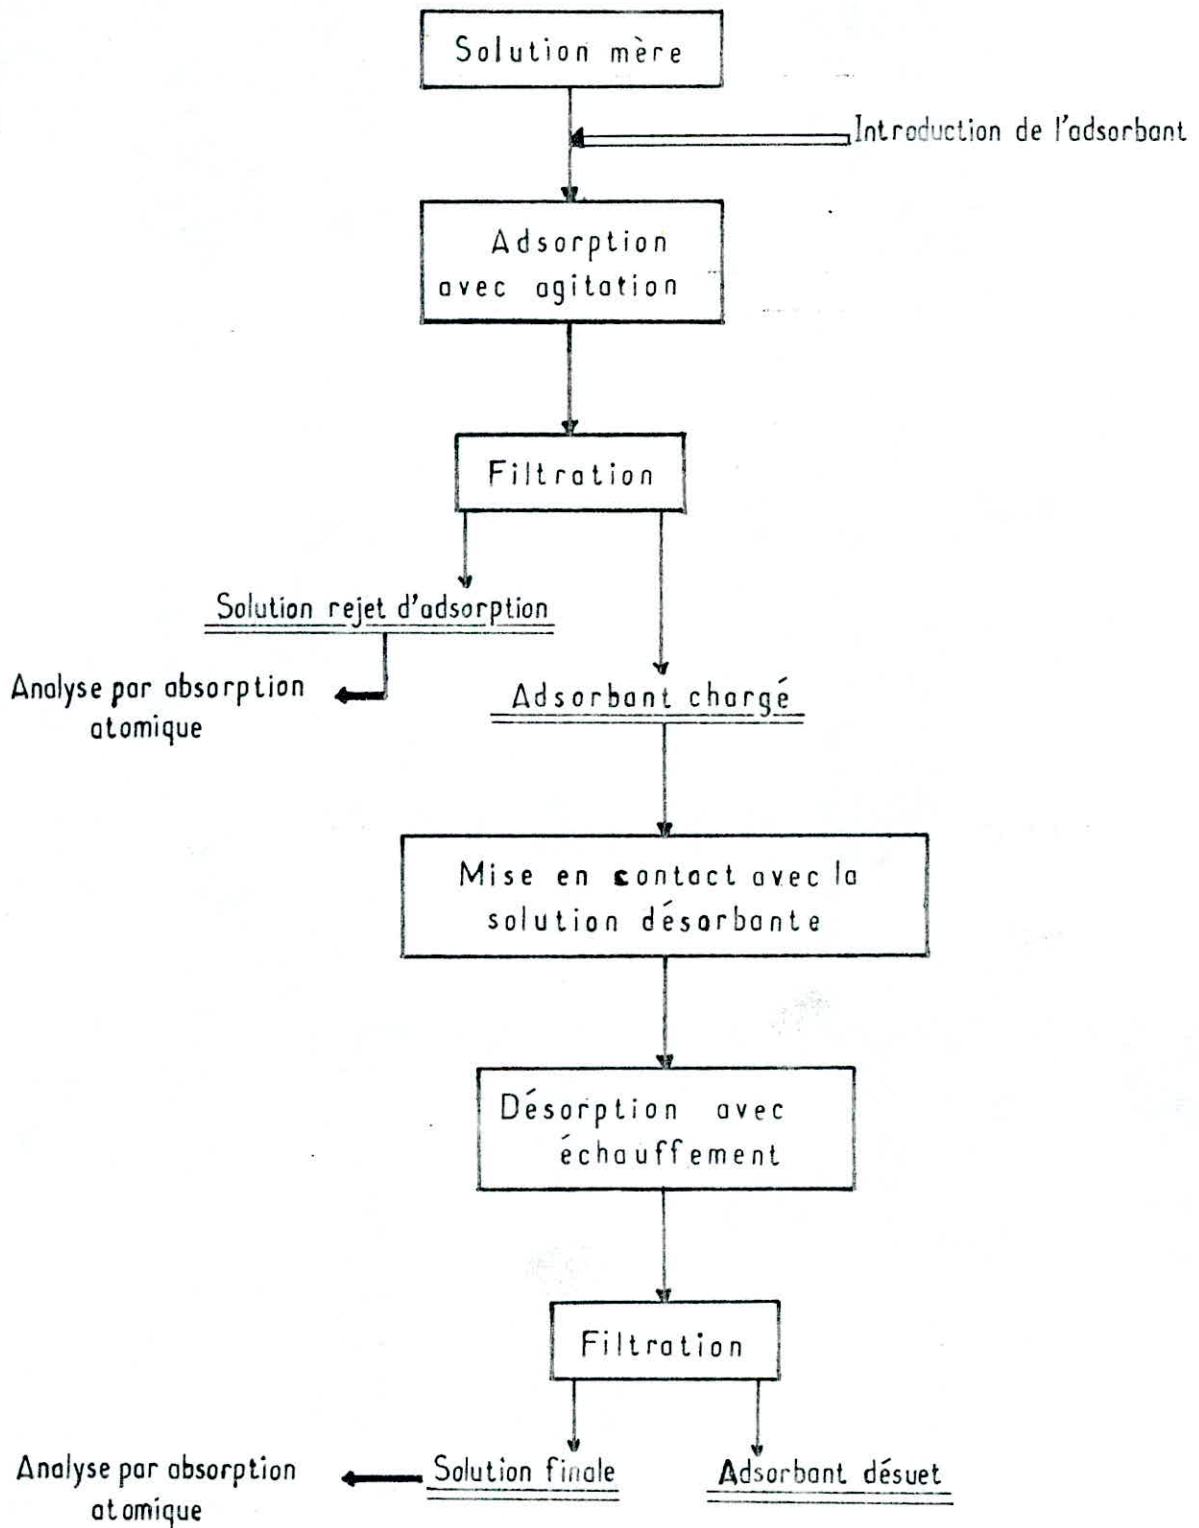 Solution mère
Introduction de l'adsorbant
Adsorption
avec agitation
Filtration
Solution rejet d'adsorption
Analyse par absorption
atomique
Adsorbant chargé
Mise en contact avec la
solution désorbante
Désorption avec
échauffement
Filtration
Analyse par absorption
atomique
Solution finale
Adsorbant désuet